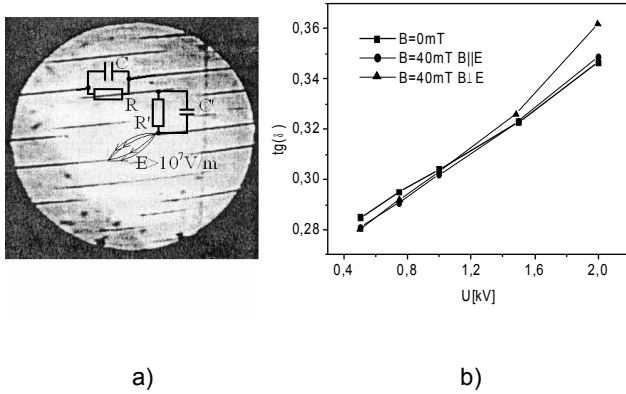 C
R
R'
C'
E>10⁷V/m
a)
B=0mT
B=40mT B||E
B=40mT B⊥E
tg(δ)
0,36
0,34
0,32
0,30
0,28
0,4 0,8 1,2 1,6 2,0
U[kV]
b)